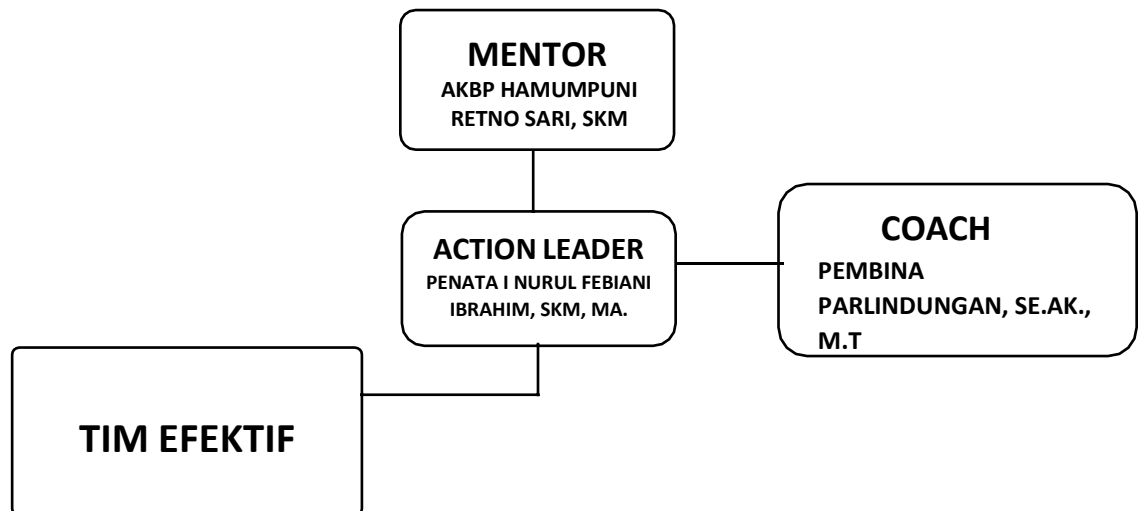 MENTOR
AKBP HAMUMPUNI
RETNO SARI, SKM
ACTION LEADER
PENATA I NURUL FEBIANI
IBRAHIM, SKM, MA.
COACH
PEMBINA
PARLINDUNGAN, SE.AK.,
M.T
TIM EFEKTIF